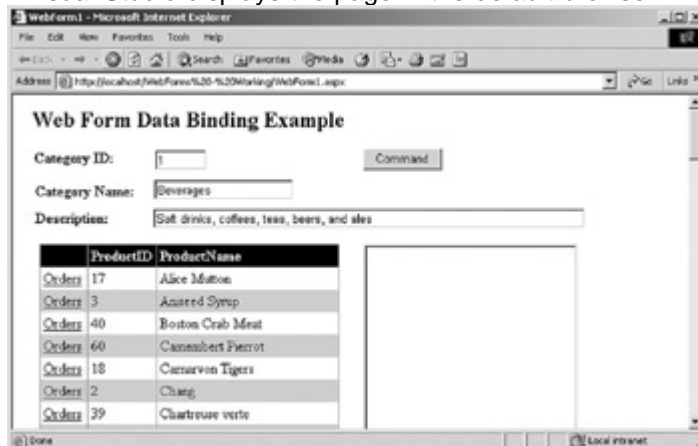 WebForm1 - Microsoft Internet Explorer
File Edit View Favorites Tools Help
Back Search Favorites Media
Address http://localhost/WebForms%20-%20Working/WebForm1.aspx Go Links »
Web Form Data Binding Example
Category ID: 1 Command
Category Name: Beverages
Description: Soft drinks, coffees, teas, beers, and ales
ProductID ProductName
Orders 17 Alice Mutton
Orders 3 Aniseed Syrup
Orders 40 Boston Crab Meat
Orders 60 Camembert Pierrot
Orders 18 Carnarvon Tigers
Orders 2 Chang
Orders 39 Chartreuse verte
Done Local intranet